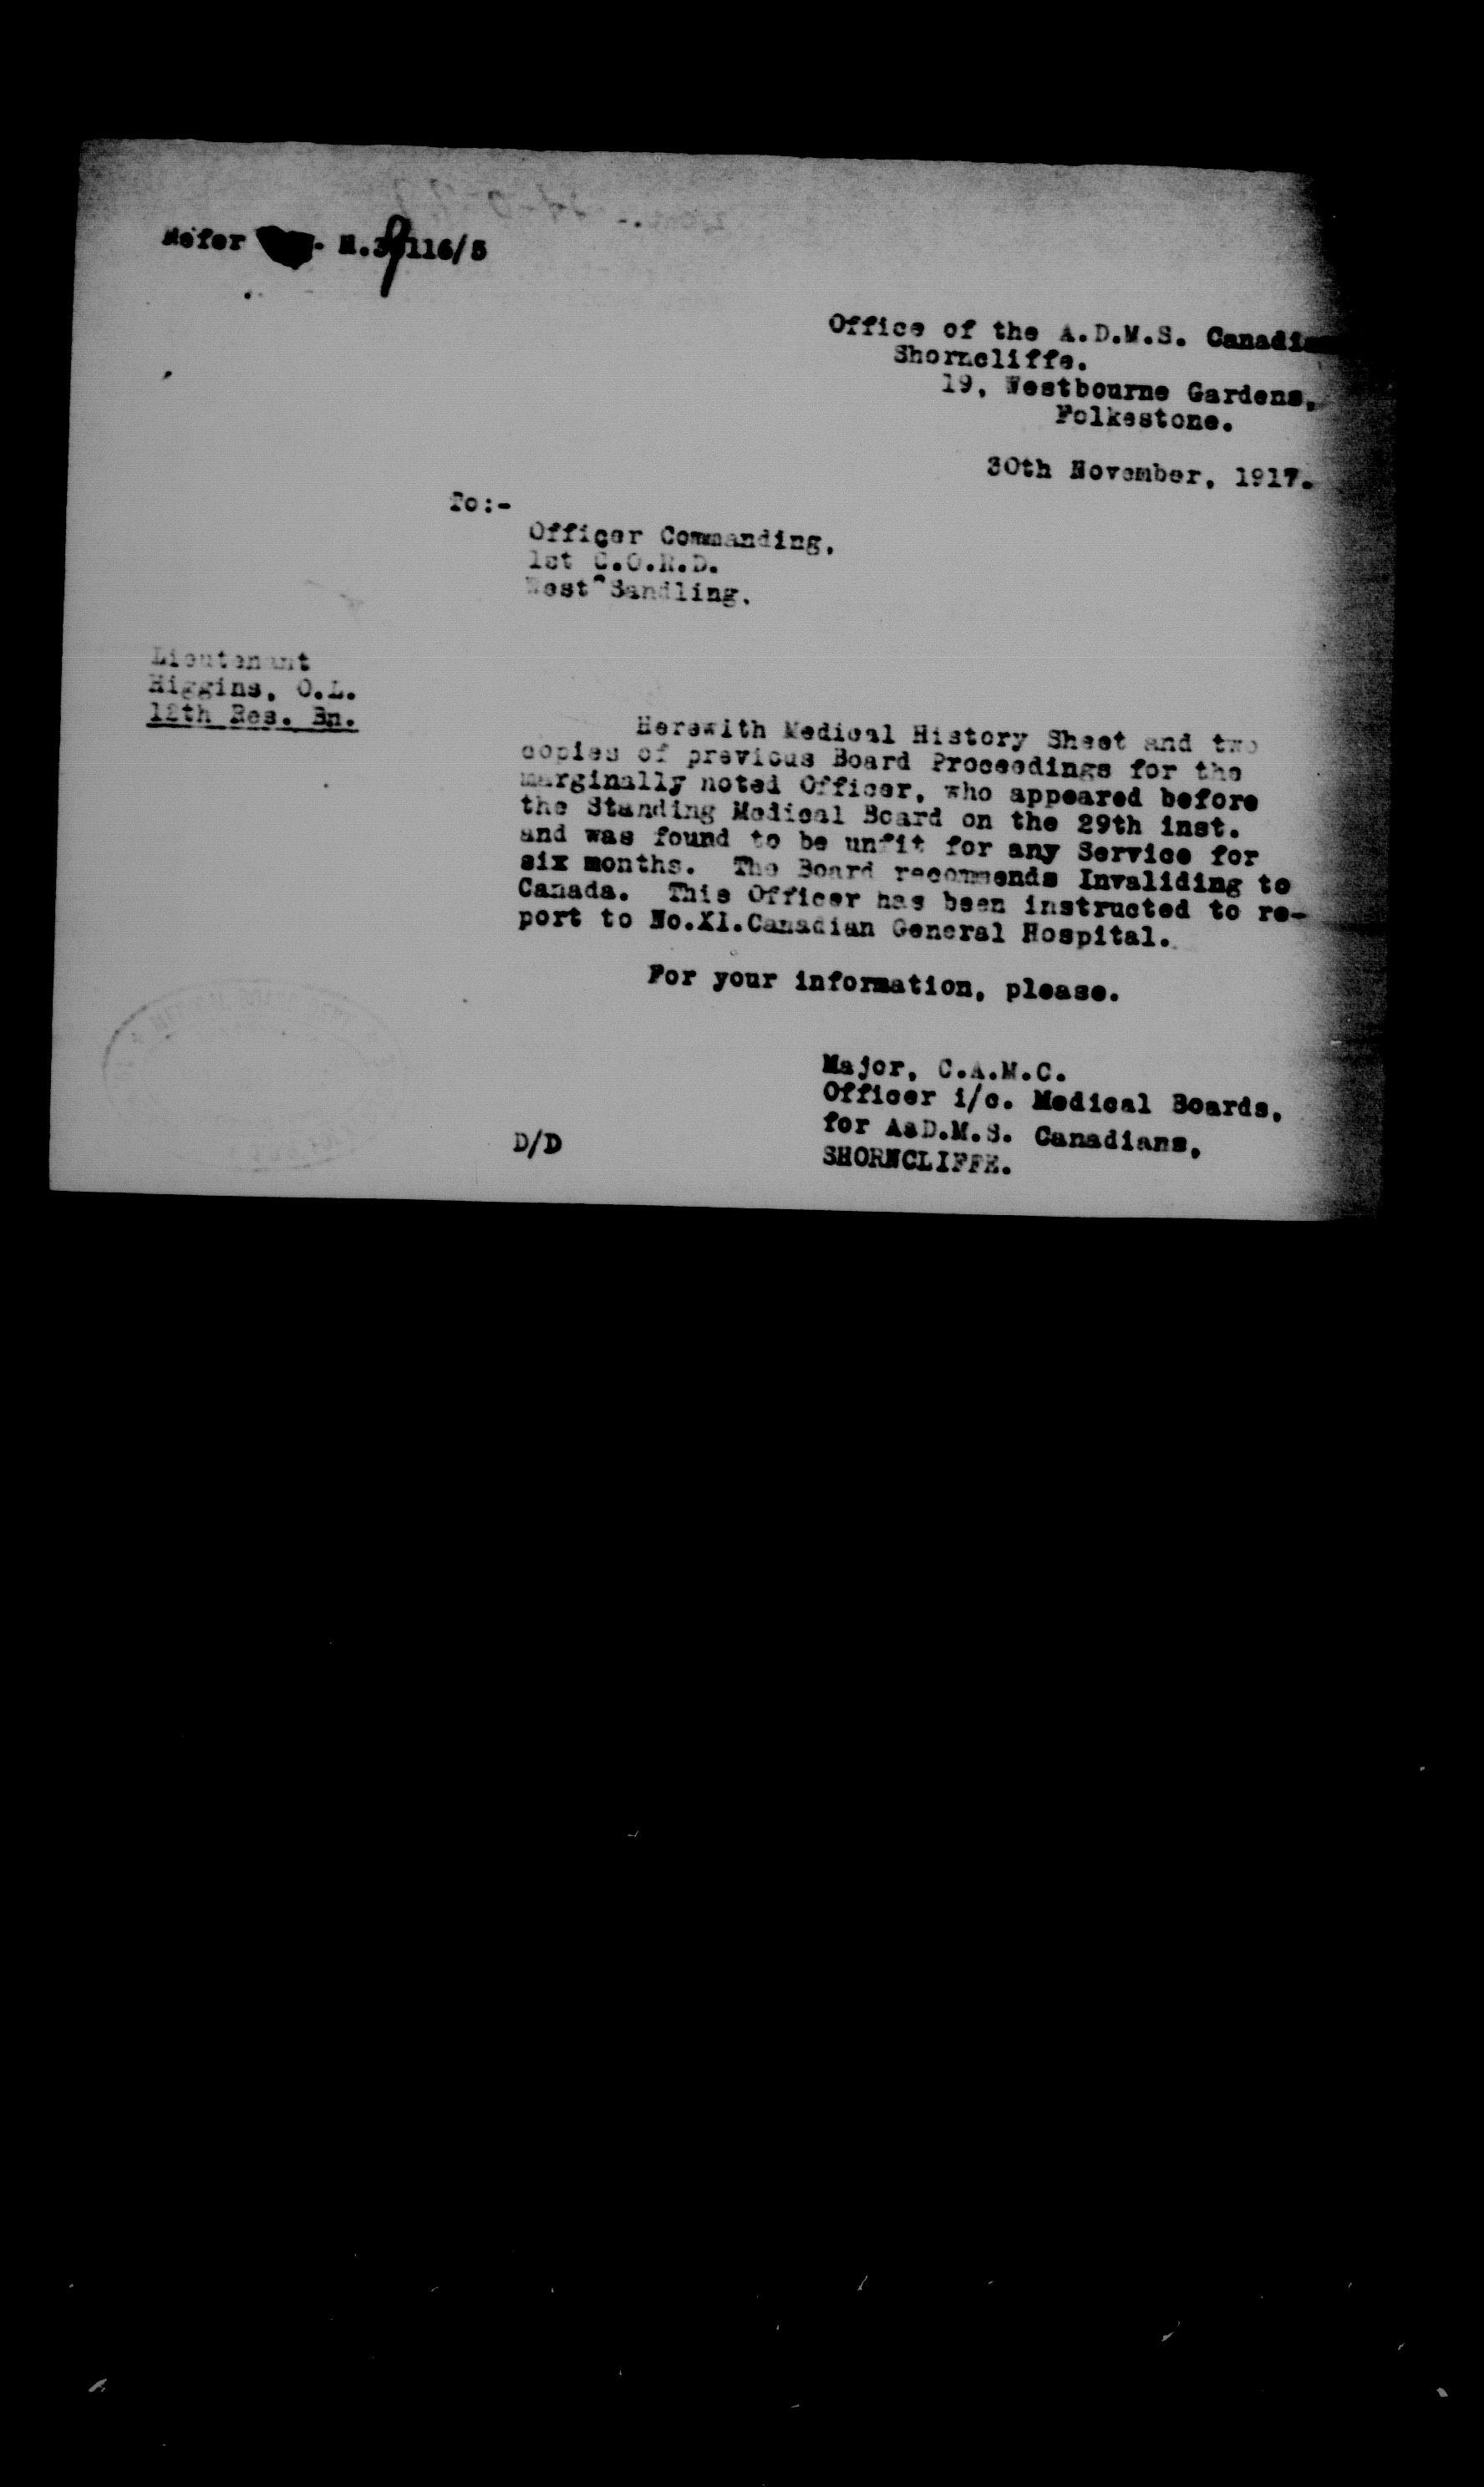 Refer M. 116/5
Office of the A.D.M.S. Canadi
Shorncliffe.
19, Westbourne Gardens,
Folkestone.
30th November, 1917.
To:-
Officer Commanding,
1st C.O.R.D.
West Sandling.
Lieutenant
Higgins, O.L.
12th Res. Bn.
Herewith Medical History Sheet and two
copies of previous Board Proceedings for the
marginally noted Officer, who appeared before
the Standing Medical Board on the 29th inst.
and was found to be unfit for any Service for
six months. The Board recommends Invaliding to
Canada. This Officer has been instructed to re-
port to No.XI.Canadian General Hospital.
For your information, please.
Major, C.A.M.C.
Officer i/c. Medical Boards,
for A&D.M.S. Canadians,
SHORNCLIFFE.
D/D